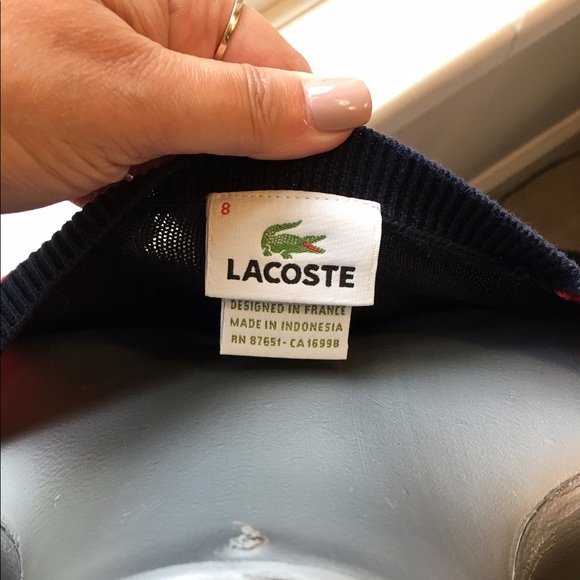 8
LACOSTE
DESIGNED IN FRANCE
MADE IN INDONESIA
RN 87651 - CA 16998